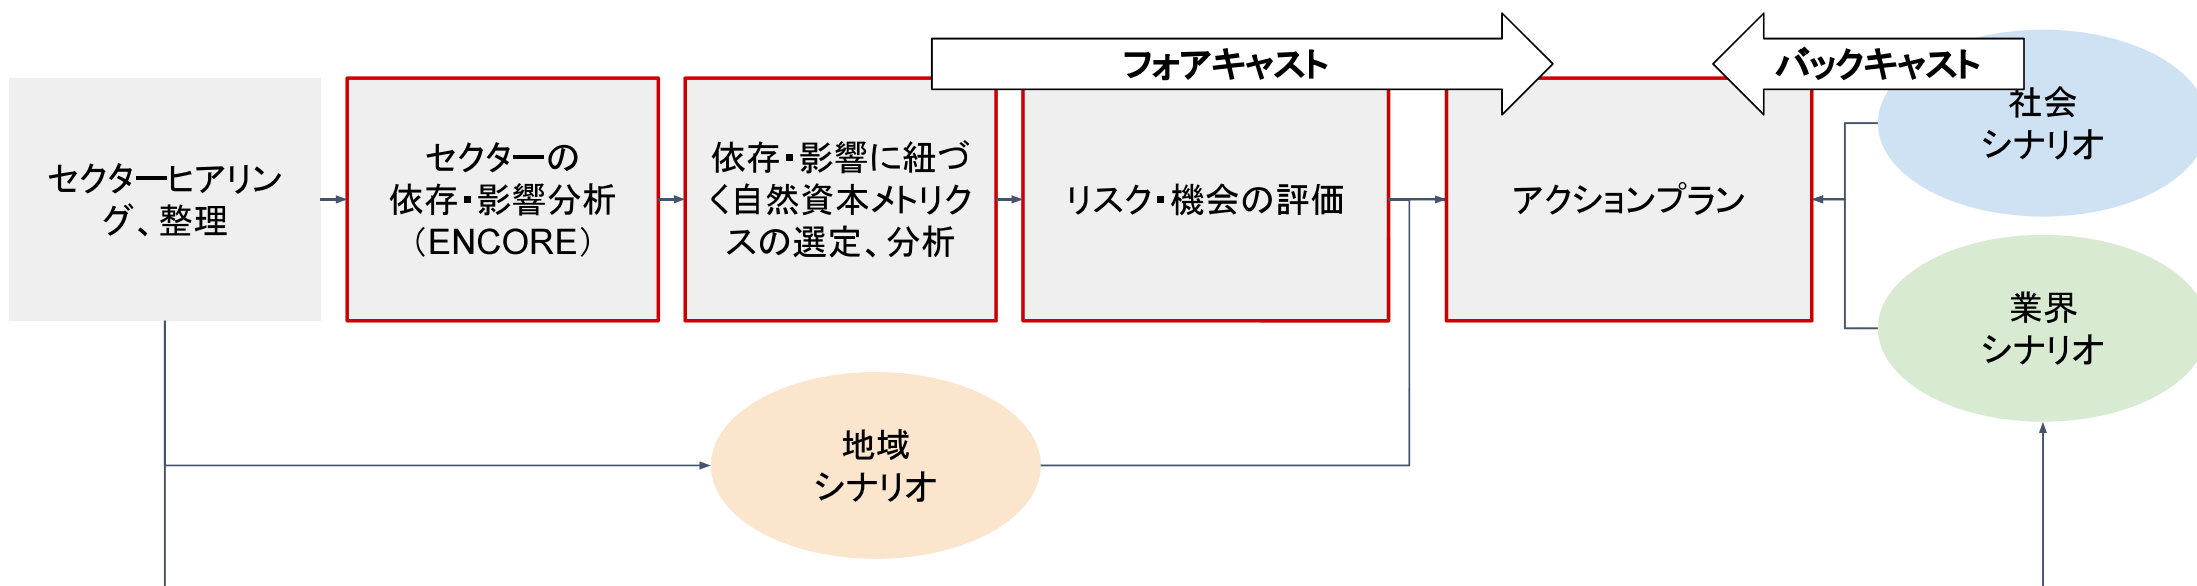 フォアキャスト
バックキャスト
セクターヒアリン
グ、整理
セクターの
依存・影響分析
（ENCORE）
依存・影響に紐づ
く自然資本メトリク
スの選定、分析
リスク・機会の評価
アクションプラン
社会
シナリオ
業界
シナリオ
地域
シナリオ